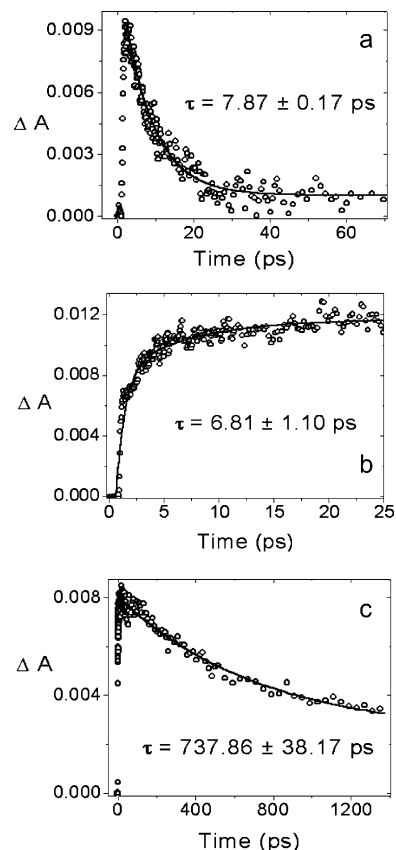 a
0.009
0.006
0.003
0.000
Δ A
τ = 7.87 ± 0.17 ps
0 20 40 60
Time (ps)
b
0.012
0.008
0.004
0.000
Δ A
τ = 6.81 ± 1.10 ps
0 5 10 15 20 25
Time (ps)
c
0.008
0.004
0.000
Δ A
τ = 737.86 ± 38.17 ps
0 400 800 1200
Time (ps)